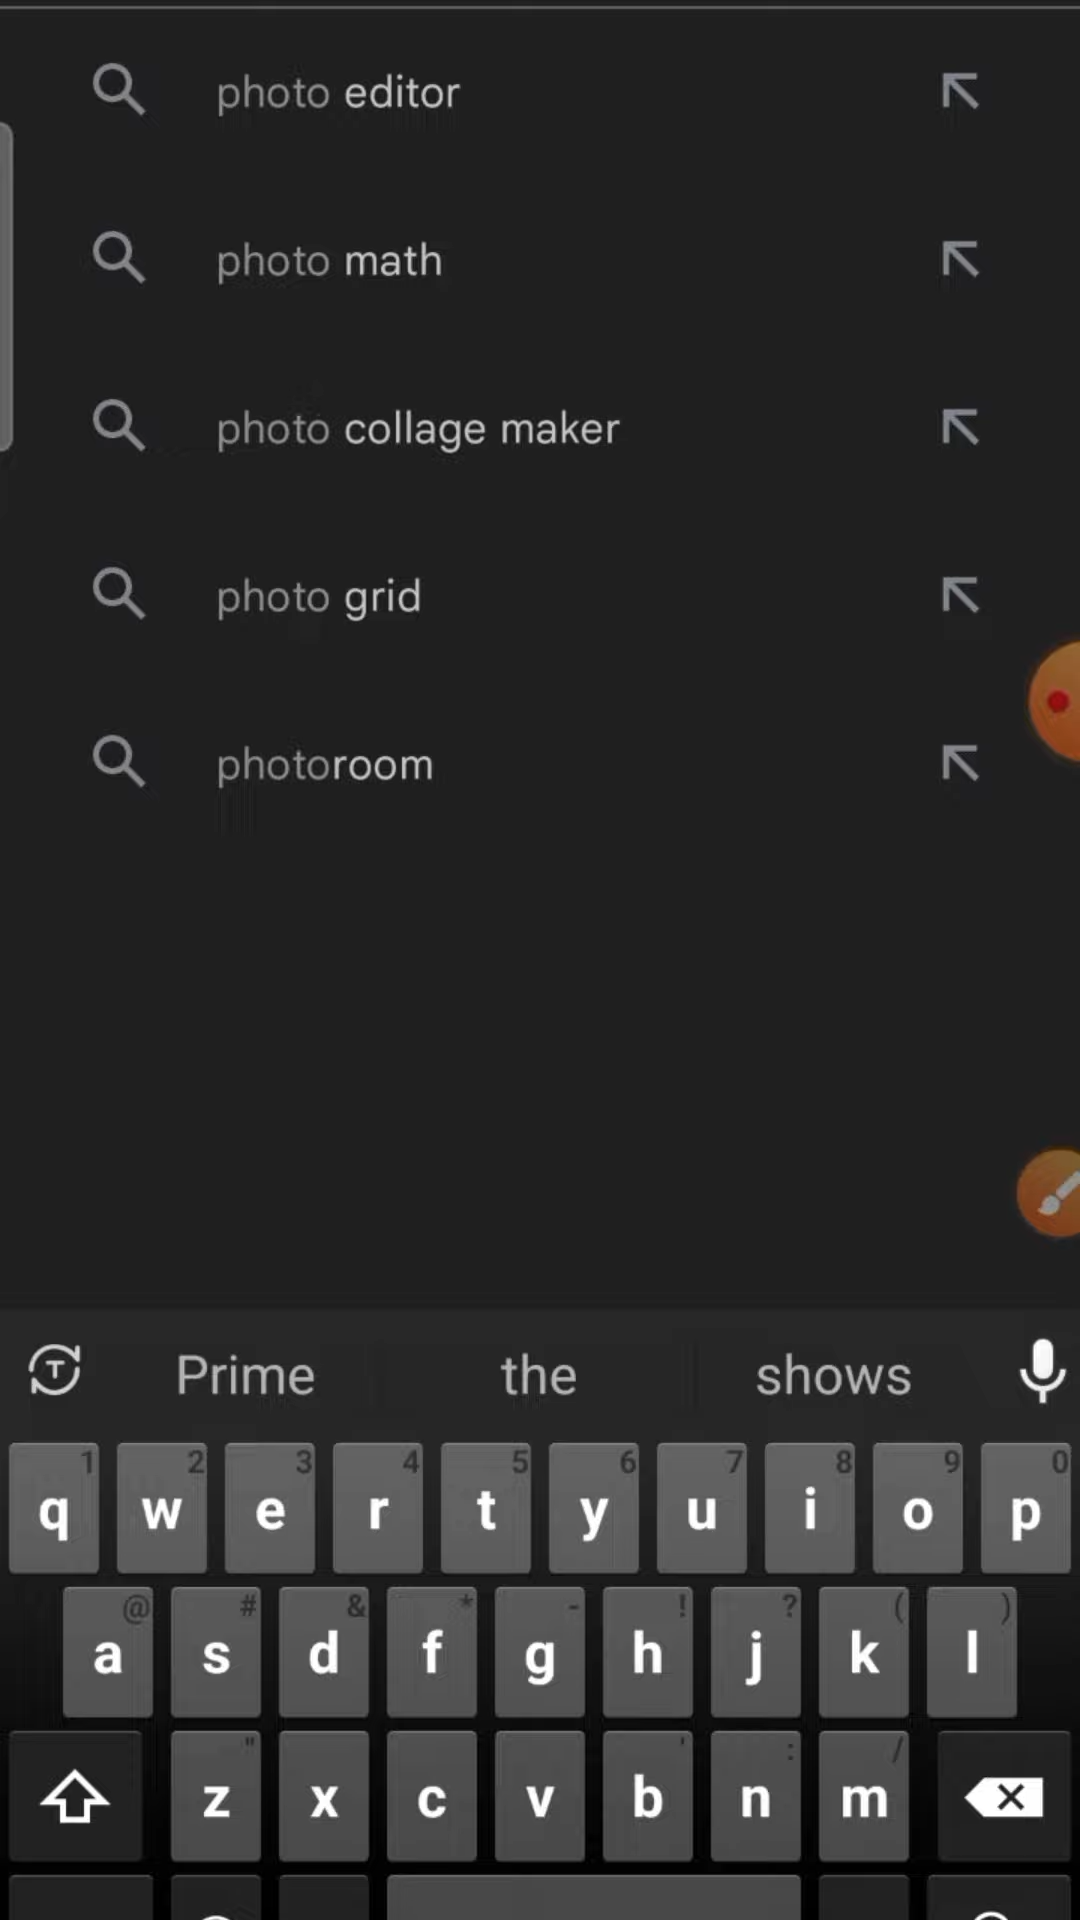 photo editor
photo math
photo collage maker
photo grid
photoroom
Prime the shows
1 2 3 4 5 6 7 8 9 0
q w e r t y u i o p
@ # & * - ! ? ( )
a s d f g h j k l
" ' : /
z x c v b n m